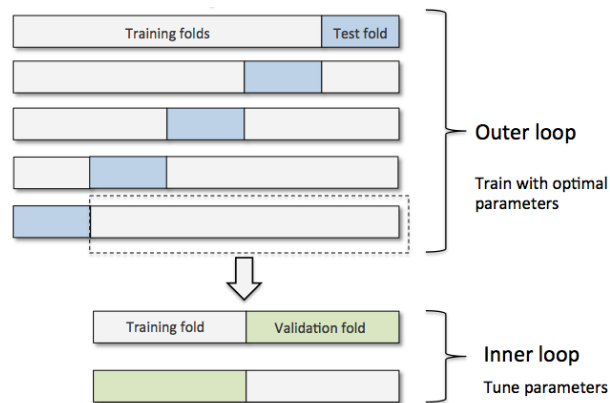 Training folds
Test fold
Outer loop
Train with optimal
parameters
Training fold
Validation fold
Inner loop
Tune parameters